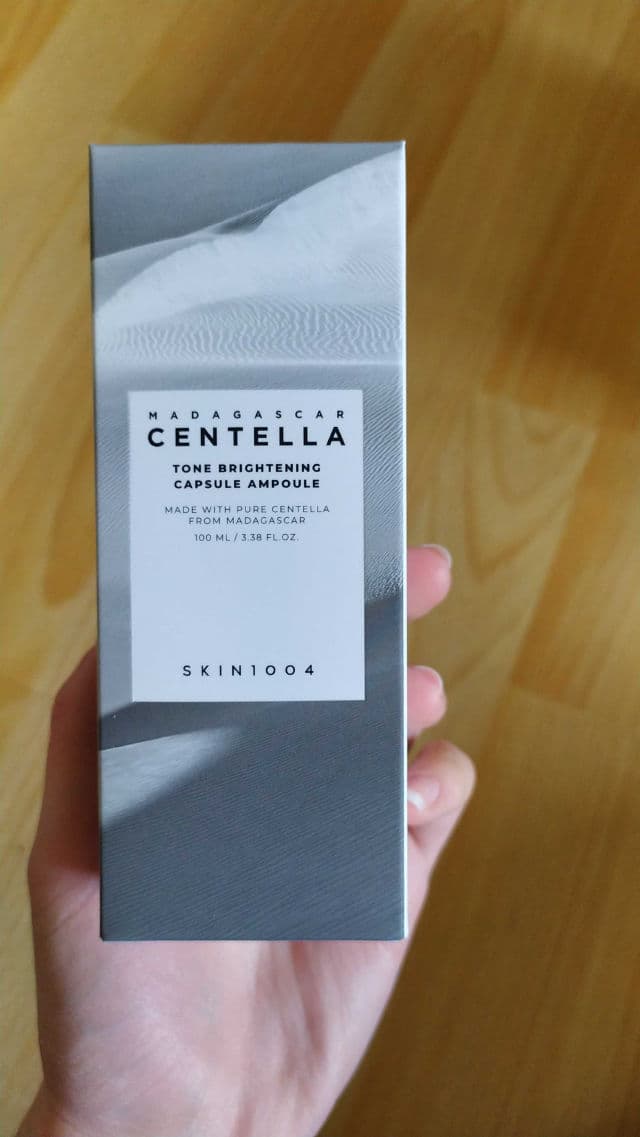 MADAGASCAR
CENTELLA
TONE BRIGHTENING
CAPSULE AMPOULE
MADE WITH PURE CENTELLA
FROM MADAGASCAR
100 ML / 3.38 FL.OZ.
SKIN1004